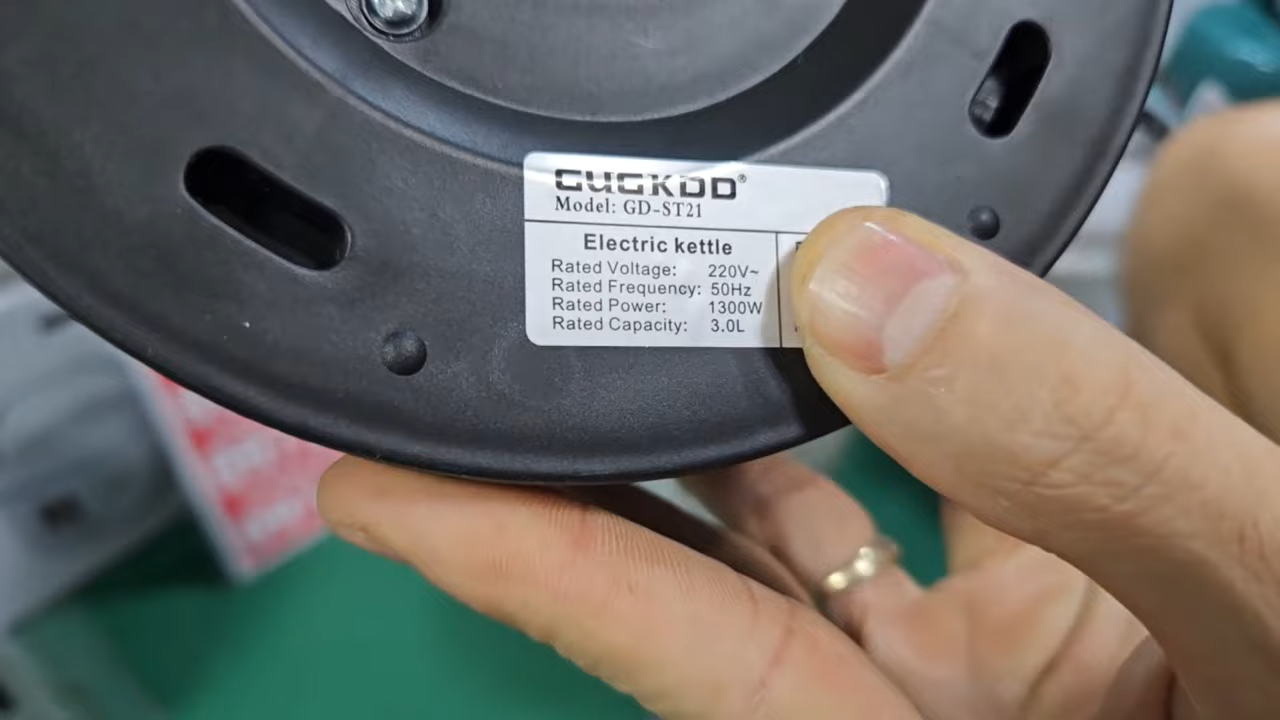 GUGKDD®
Model: GD-ST21
Electric kettle
Rated Voltage: 220V~
Rated Frequency: 50Hz
Rated Power: 1300W
Rated Capacity: 3.0L